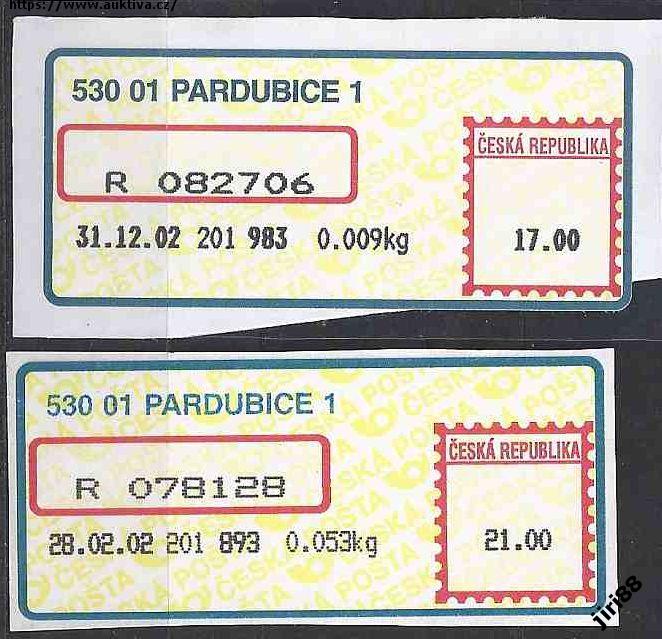 https://www.auktiva.cz/
530 01 PARDUBICE 1
ČESKÁ REPUBLIKA
R 082706
31.12.02 201 983 0.009kg
17.00
530 01 PARDUBICE 1
ČESKÁ REPUBLIKA
R 078128
28.02.02 201 893 0.053kg
21.00
jiri88